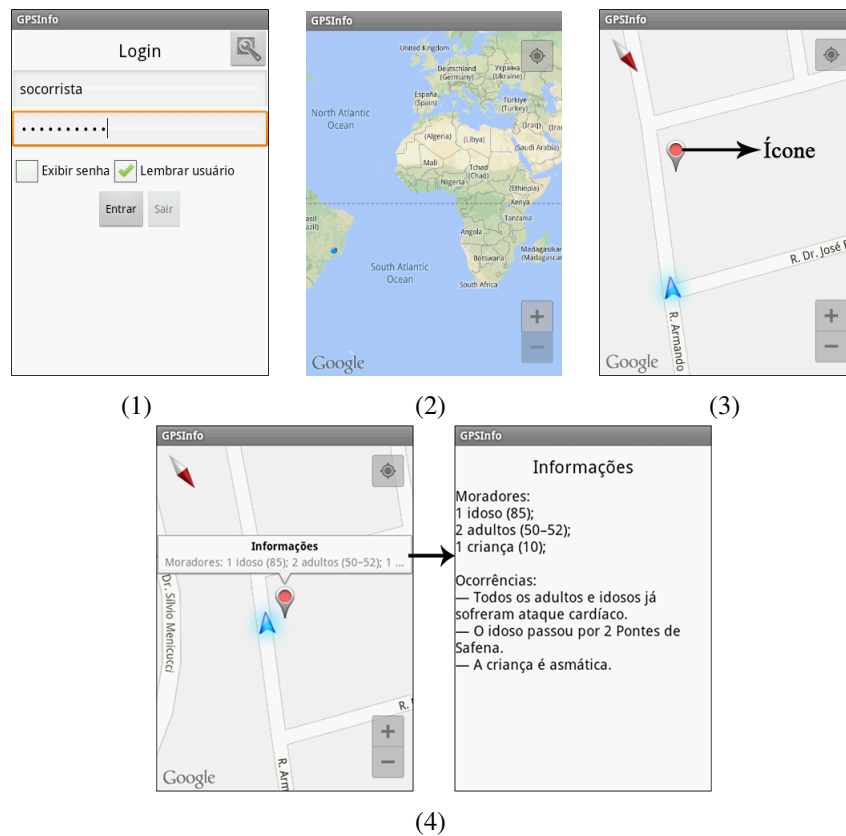 GPSInfo
Login
socorrista
Exibir senha
Lembrar usuário
Entrar
Sair
(1)
GPSInfo
United Kingdom
Deutschland
(Germany)
Україна
(Ukraine)
España
(Spain)
Türkiye
(Turkey)
North Atlantic
Ocean
(Algeria)
(Libya)
(Iraq)
(Saudi Arabia)
Mali
Tchad
(Chad)
Nigeria
(Ethiopia)
Kenya
Tanzania
Angola
Botswana
Madagasikara
(Madagascar
South Atlantic
Ocean
South Africa
Google
(2)
GPSInfo
Ícone
R. Dr. José
R. Armando
Google
(3)
GPSInfo
Informações
Moradores: 1 idoso (85); 2 adultos (50–52); 1 ...
Dr. Sílvio Menicucci
R.
R. Arm
Google
GPSInfo
Informações
Moradores:
1 idoso (85);
2 adultos (50–52);
1 criança (10);
Ocorrências:
— Todos os adultos e idosos já
sofreram ataque cardíaco.
— O idoso passou por 2 Pontes de
Safena.
— A criança é asmática.
(4)